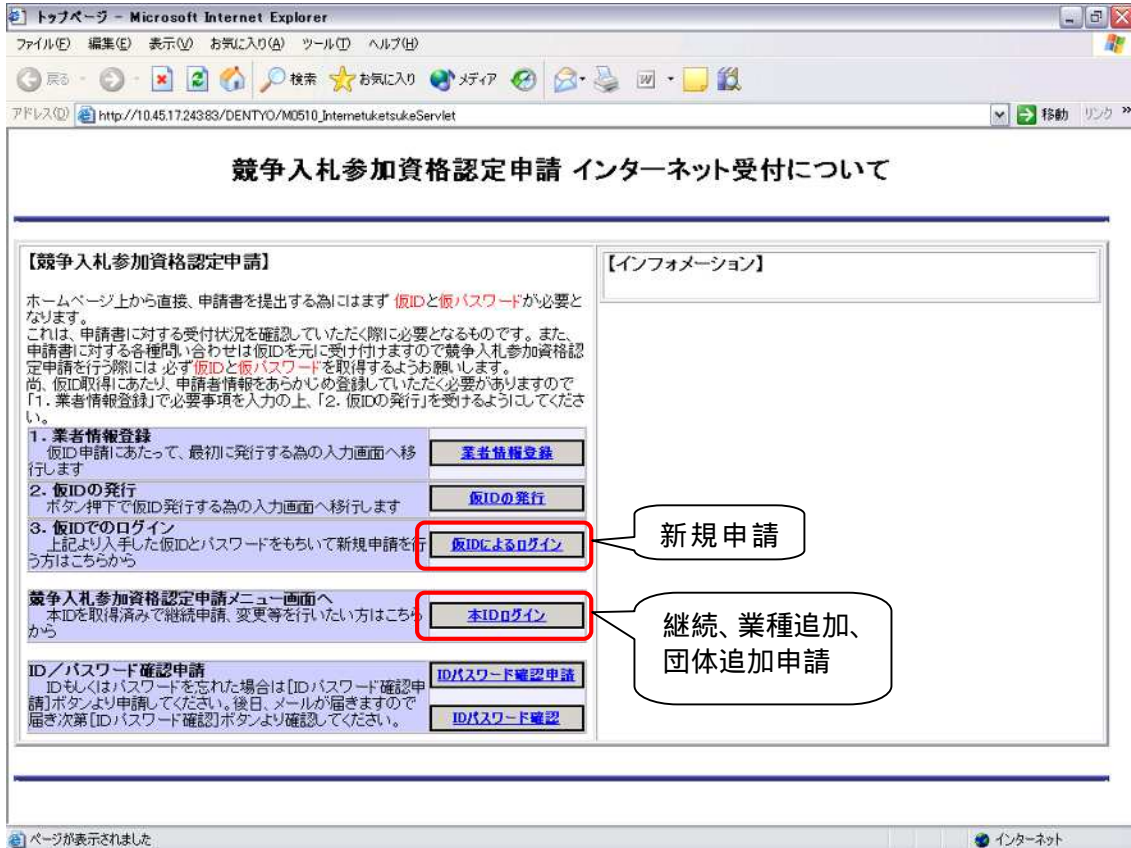 トップページ - Microsoft Internet Explorer
ファイル(F) 編集(E) 表示(V) お気に入り(A) ツール(T) ヘルプ(H)
戻る 検索 お気に入り メディア
アドレス(D) http://10.45.17.243:83/DENTYO/M0510_InternetuketsukeServlet 移動 リンク »
競争入札参加資格認定申請 インターネット受付について
【競争入札参加資格認定申請】
ホームページ上から直接、申請書を提出する為にはまず 仮IDと仮パスワードが必要と
なります。
これは、申請書に対する受付状況を確認していただく際に必要となるものです。また、
申請書に対する各種問い合わせは仮IDを元に受け付けますので競争入札参加資格認
定申請を行う際には 必ず仮IDと仮パスワードを取得するようお願いします。
尚、仮ID取得にあたり、申請者情報をあらかじめ登録していただく必要がありますので
「1．業者情報登録」で必要事項を入力の上、「2．仮IDの発行」を受けるようにしてくださ
い。
1．業者情報登録
仮ID申請にあたって、最初に発行する為の入力画面へ移
行します
業者情報登録
2．仮IDの発行
ボタン押下で仮ID発行する為の入力画面へ移行します
仮IDの発行
3．仮IDでのログイン
上記より入手した仮IDとパスワードをもちいて新規申請を行
う方はこちらから
仮IDによるログイン
新規申請
競争入札参加資格認定申請メニュー画面へ
本IDを取得済みで継続申請、変更等を行いたい方はこちら
から
本IDログイン
継続、業種追加、
団体追加申請
ID／パスワード確認申請
IDもしくはパスワードを忘れた場合は[IDパスワード確認申
請]ボタンより申請してください。後日、メールが届きますので
届き次第[IDパスワード確認]ボタンより確認してください。
IDパスワード確認申請
IDパスワード確認
【インフォメーション】
ページが表示されました
インターネット